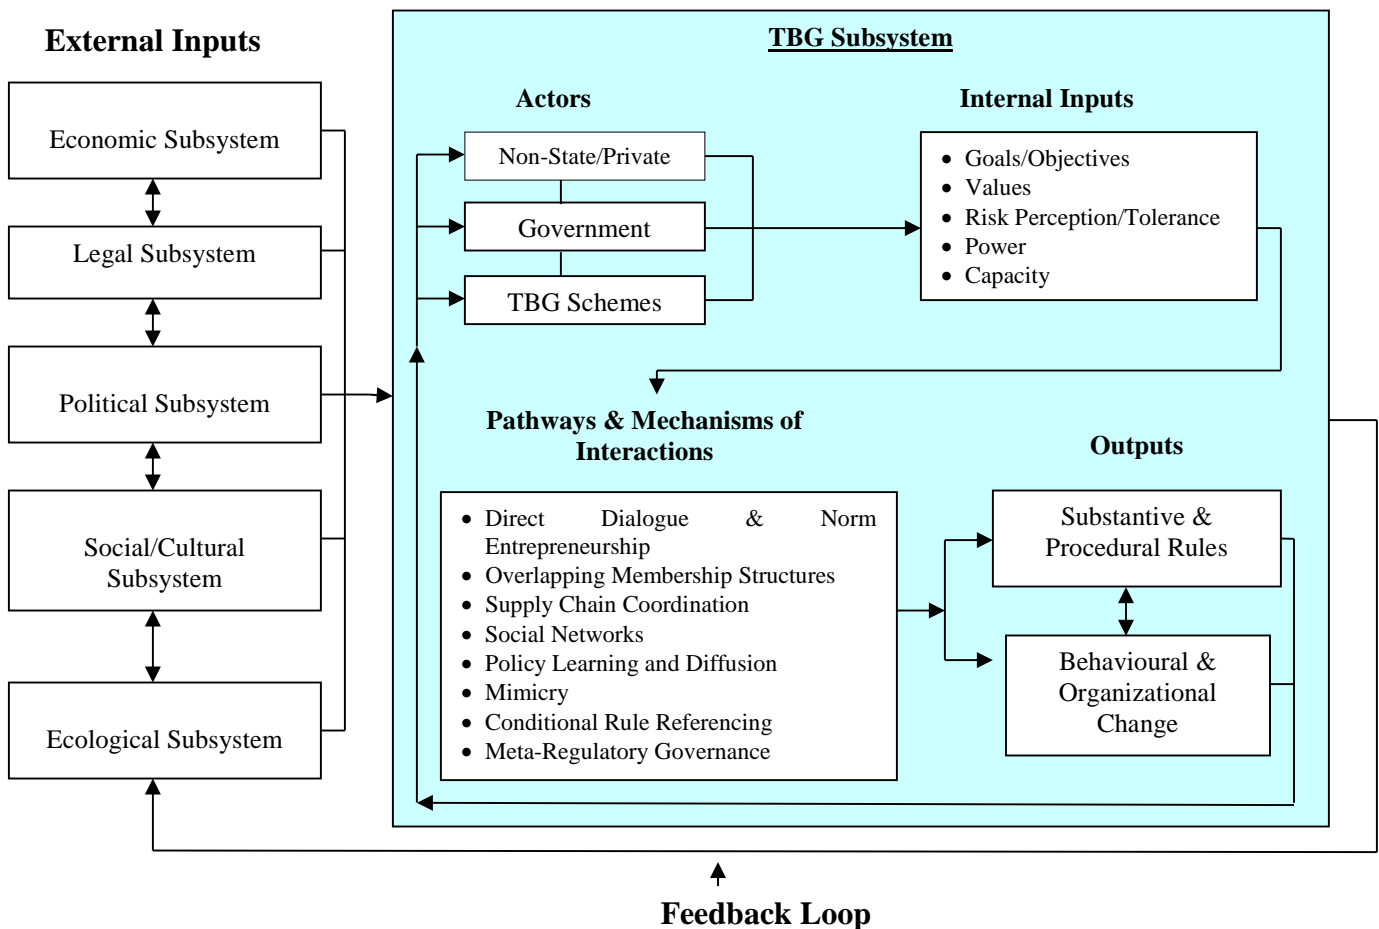 External Inputs
Economic Subsystem
Legal Subsystem
Political Subsystem
Social/Cultural
Subsystem
Ecological Subsystem
TBG Subsystem
Actors
Non-State/Private
Government
TBG Schemes
Internal Inputs
• Goals/Objectives
• Values
• Risk Perception/Tolerance
• Power
• Capacity
Pathways & Mechanisms of
Interactions
• Direct Dialogue & Norm
Entrepreneurship
• Overlapping Membership Structures
• Supply Chain Coordination
• Social Networks
• Policy Learning and Diffusion
• Mimicry
• Conditional Rule Referencing
• Meta-Regulatory Governance
Outputs
Substantive &
Procedural Rules
Behavioural &
Organizational
Change
Feedback Loop